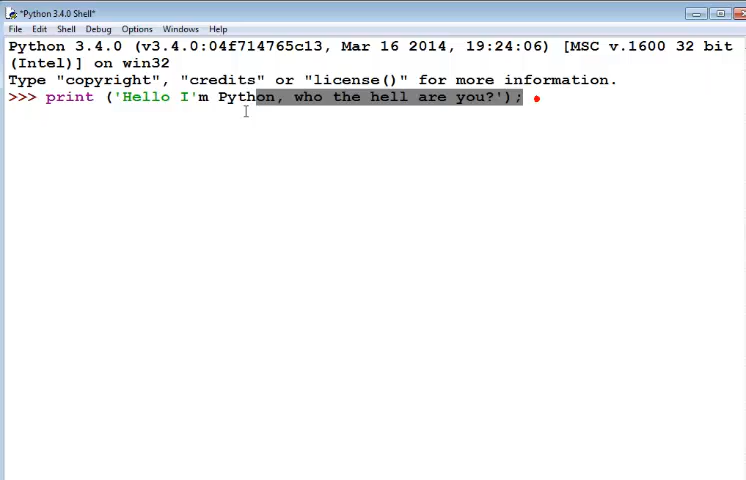 *Python 3.4.0 Shell*
File Edit Shell Debug Options Windows Help
Python 3.4.0 (v3.4.0:04f714765c13, Mar 16 2014, 19:24:06) [MSC v.1600 32 bit
(Intel)] on win32
Type "copyright", "credits" or "license()" for more information.
>>> print ('Hello I'm Python, who the hell are you?');